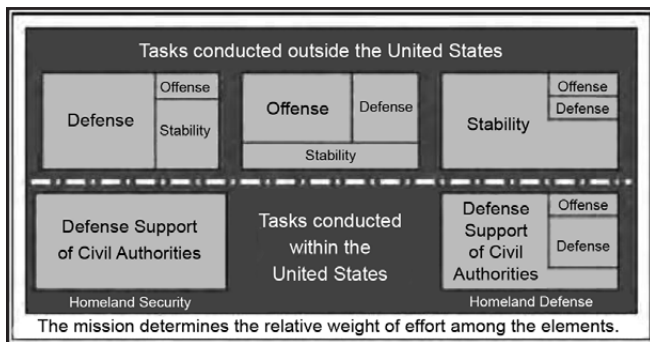 Tasks conducted outside the United States
Defense
Offense
Stability
Offense
Defense
Stability
Stability
Offense
Defense
Defense Support
of Civil Authorities
Homeland Security
Tasks conducted
within the
United States
Defense
Support
of Civil
Authorities
Offense
Defense
Homeland Defense
The mission determines the relative weight of effort among the elements.